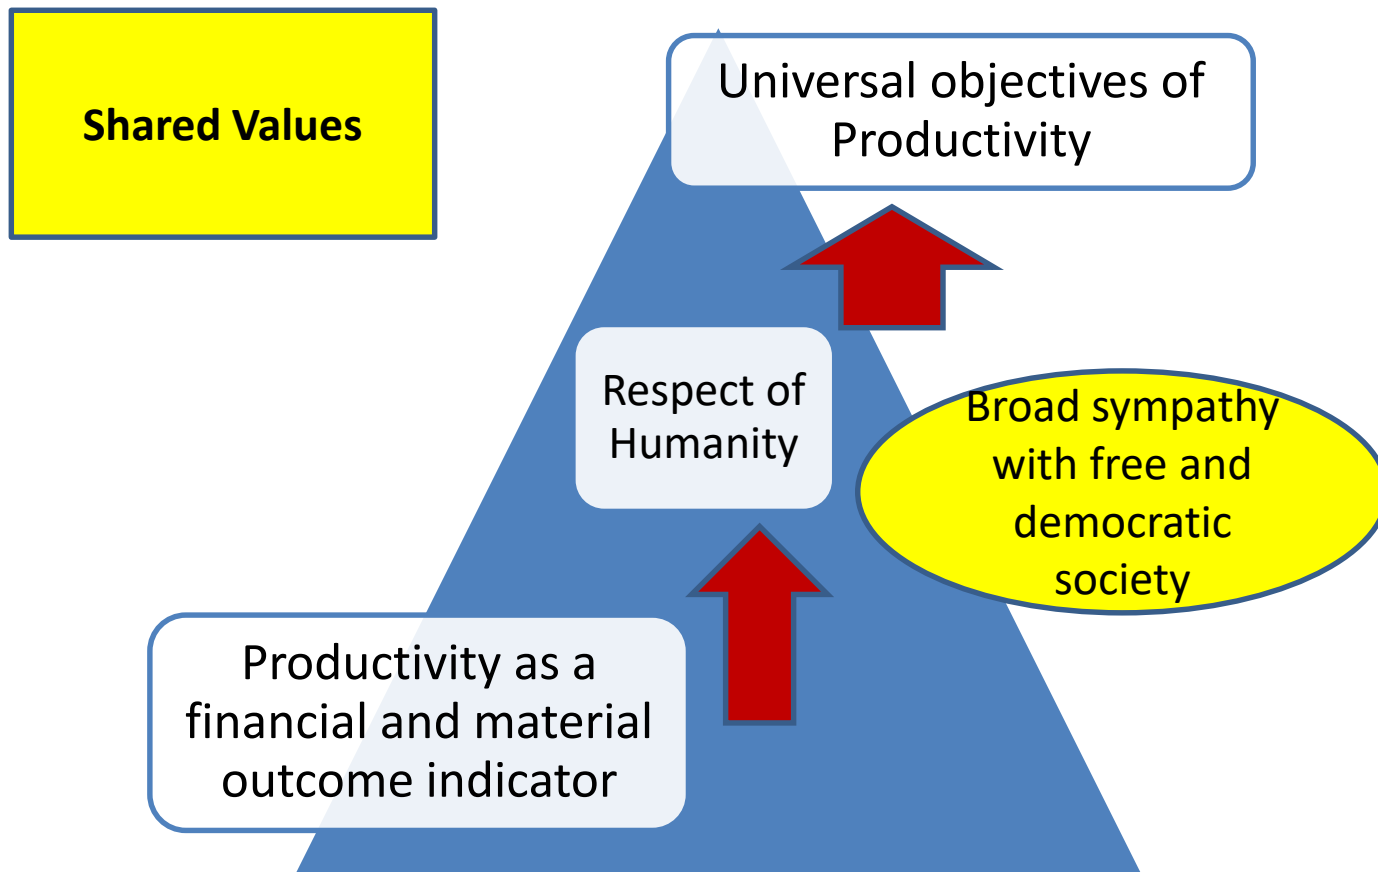 Shared Values
Universal objectives of
Productivity
Respect of
Humanity
Broad sympathy
with free and
democratic
society
Productivity as a
financial and material
outcome indicator